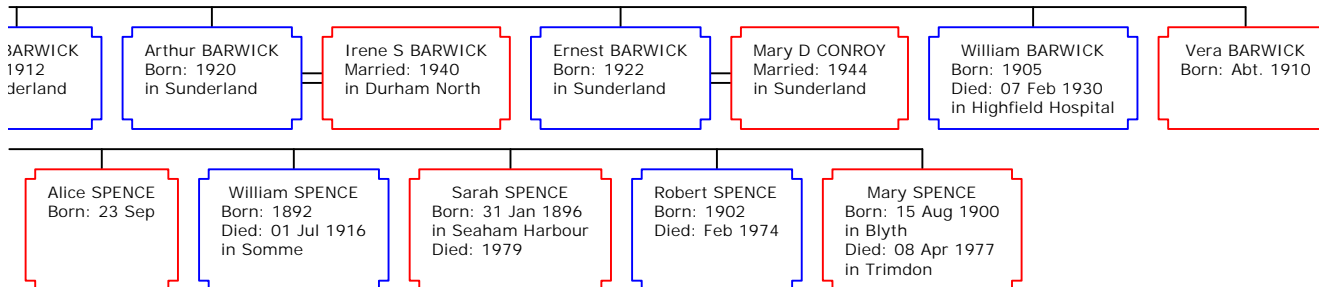 BARWICK
1912
Arthur BARWICK
Born: 1920
in Sunderland
Irene S BARWICK
Married: 1940
in Durham North
Ernest BARWICK
Born: 1922
in Sunderland
Mary D CONROY
Married: 1944
in Sunderland
William BARWICK
Born: 1905
Died: 07 Feb 1930
in Highfield Hospital
Vera BARWICK
Born: Abt. 1910
Alice SPENCE
Born: 23 Sep
William SPENCE
Born: 1892
Died: 01 Jul 1916
in Somme
Sarah SPENCE
Born: 31 Jan 1896
in Seaham Harbour
Died: 1979
Robert SPENCE
Born: 1902
Died: Feb 1974
Mary SPENCE
Born: 15 Aug 1900
in Blyth
Died: 08 Apr 1977
in Trimdon